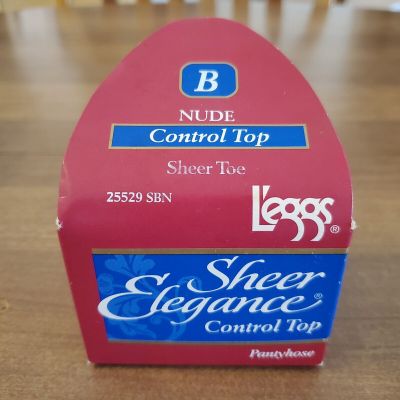 B
NUDE
Control Top
Sheer Toe
25529 SBN
L'eggs®
Sheer
Elegance®
Control Top
Pantyhose